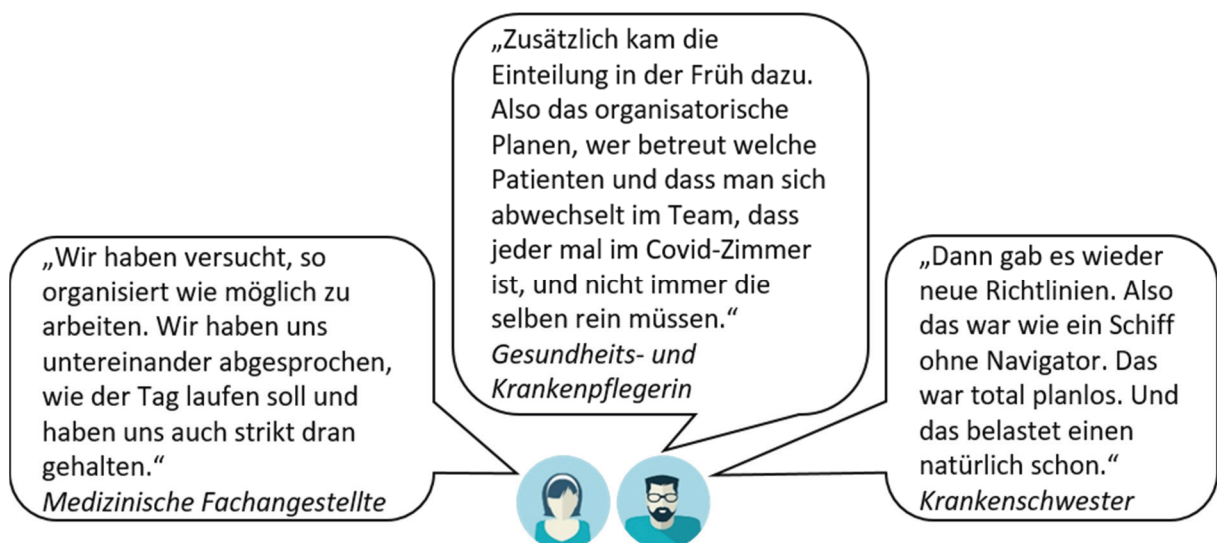 „Wir haben versucht, so
organisiert wie möglich zu
arbeiten. Wir haben uns
untereinander abgesprochen,
wie der Tag laufen soll und
haben uns auch strikt dran
gehalten.“
Medizinische Fachangestellte
„Zusätzlich kam die
Einteilung in der Früh dazu.
Also das organisatorische
Planen, wer betreut welche
Patienten und dass man sich
abwechselt im Team, dass
jeder mal im Covid-Zimmer
ist, und nicht immer die
selben rein müssen.“
Gesundheits- und
Krankenpflegerin
„Dann gab es wieder
neue Richtlinien. Also
das war wie ein Schiff
ohne Navigator. Das
war total planlos. Und
das belastet einen
natürlich schon.“
Krankenschwester